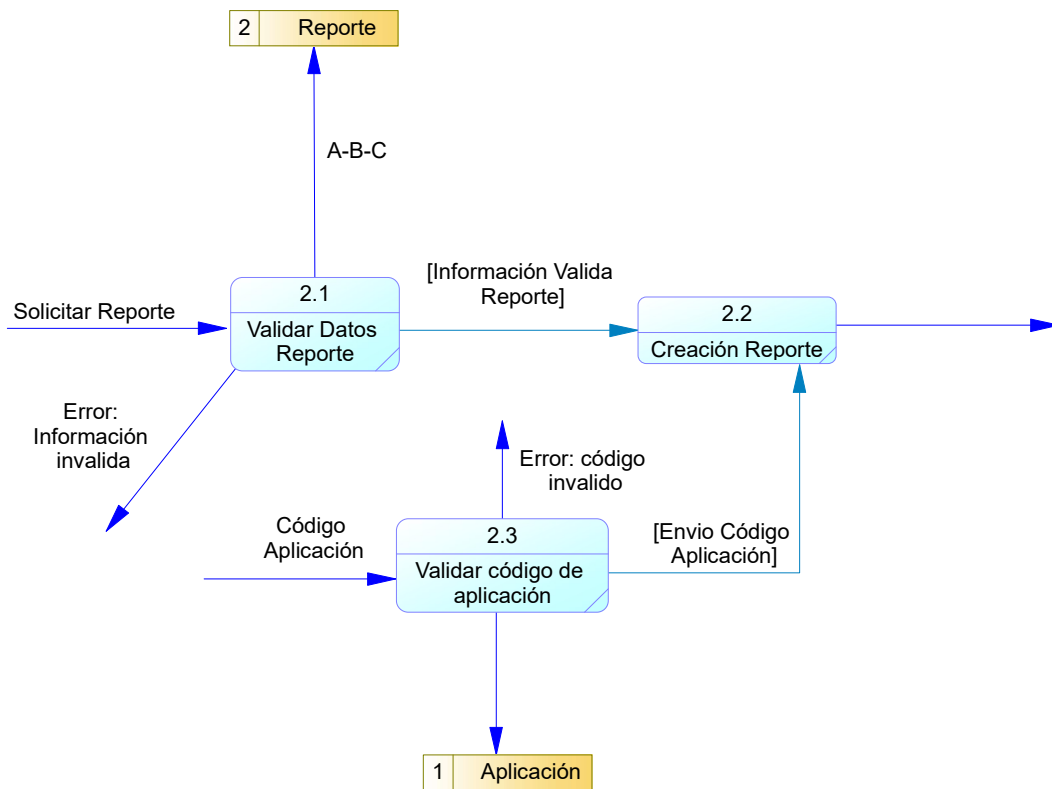 2 Reporte
A-B-C
[Información Valida
Reporte]
Solicitar Reporte
2.1
Validar Datos
Reporte
2.2
Creación Reporte
Error:
Información
invalida
Error: código
invalido
Código
Aplicación
2.3
Validar código de
aplicación
[Envio Código
Aplicación]
1 Aplicación